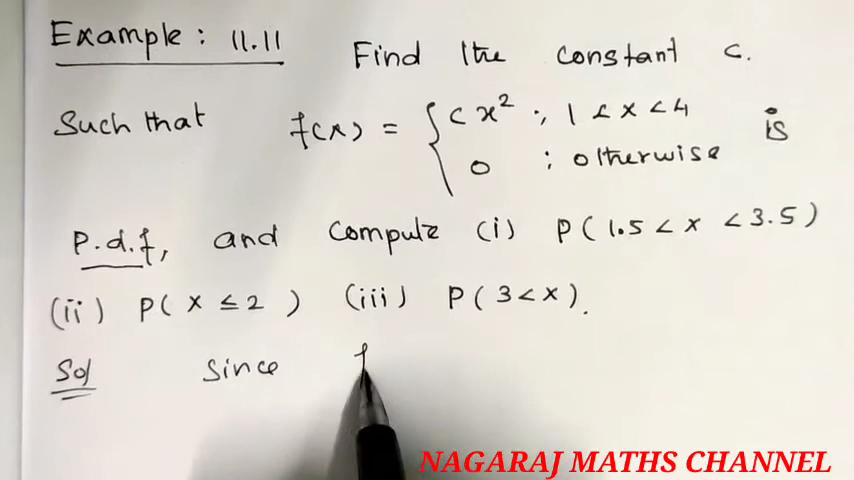 Example: 11.11 Find the constant c.
Such that f(x) = { cx² ; 1 < x < 4 is
0 ; otherwise
P.d.f, and compute (i) P(1.5 < x < 3.5)
(ii) P(x ≤ 2) (iii) P(3 < x).
Sol Since f
NAGARAJ MATHS CHANNEL